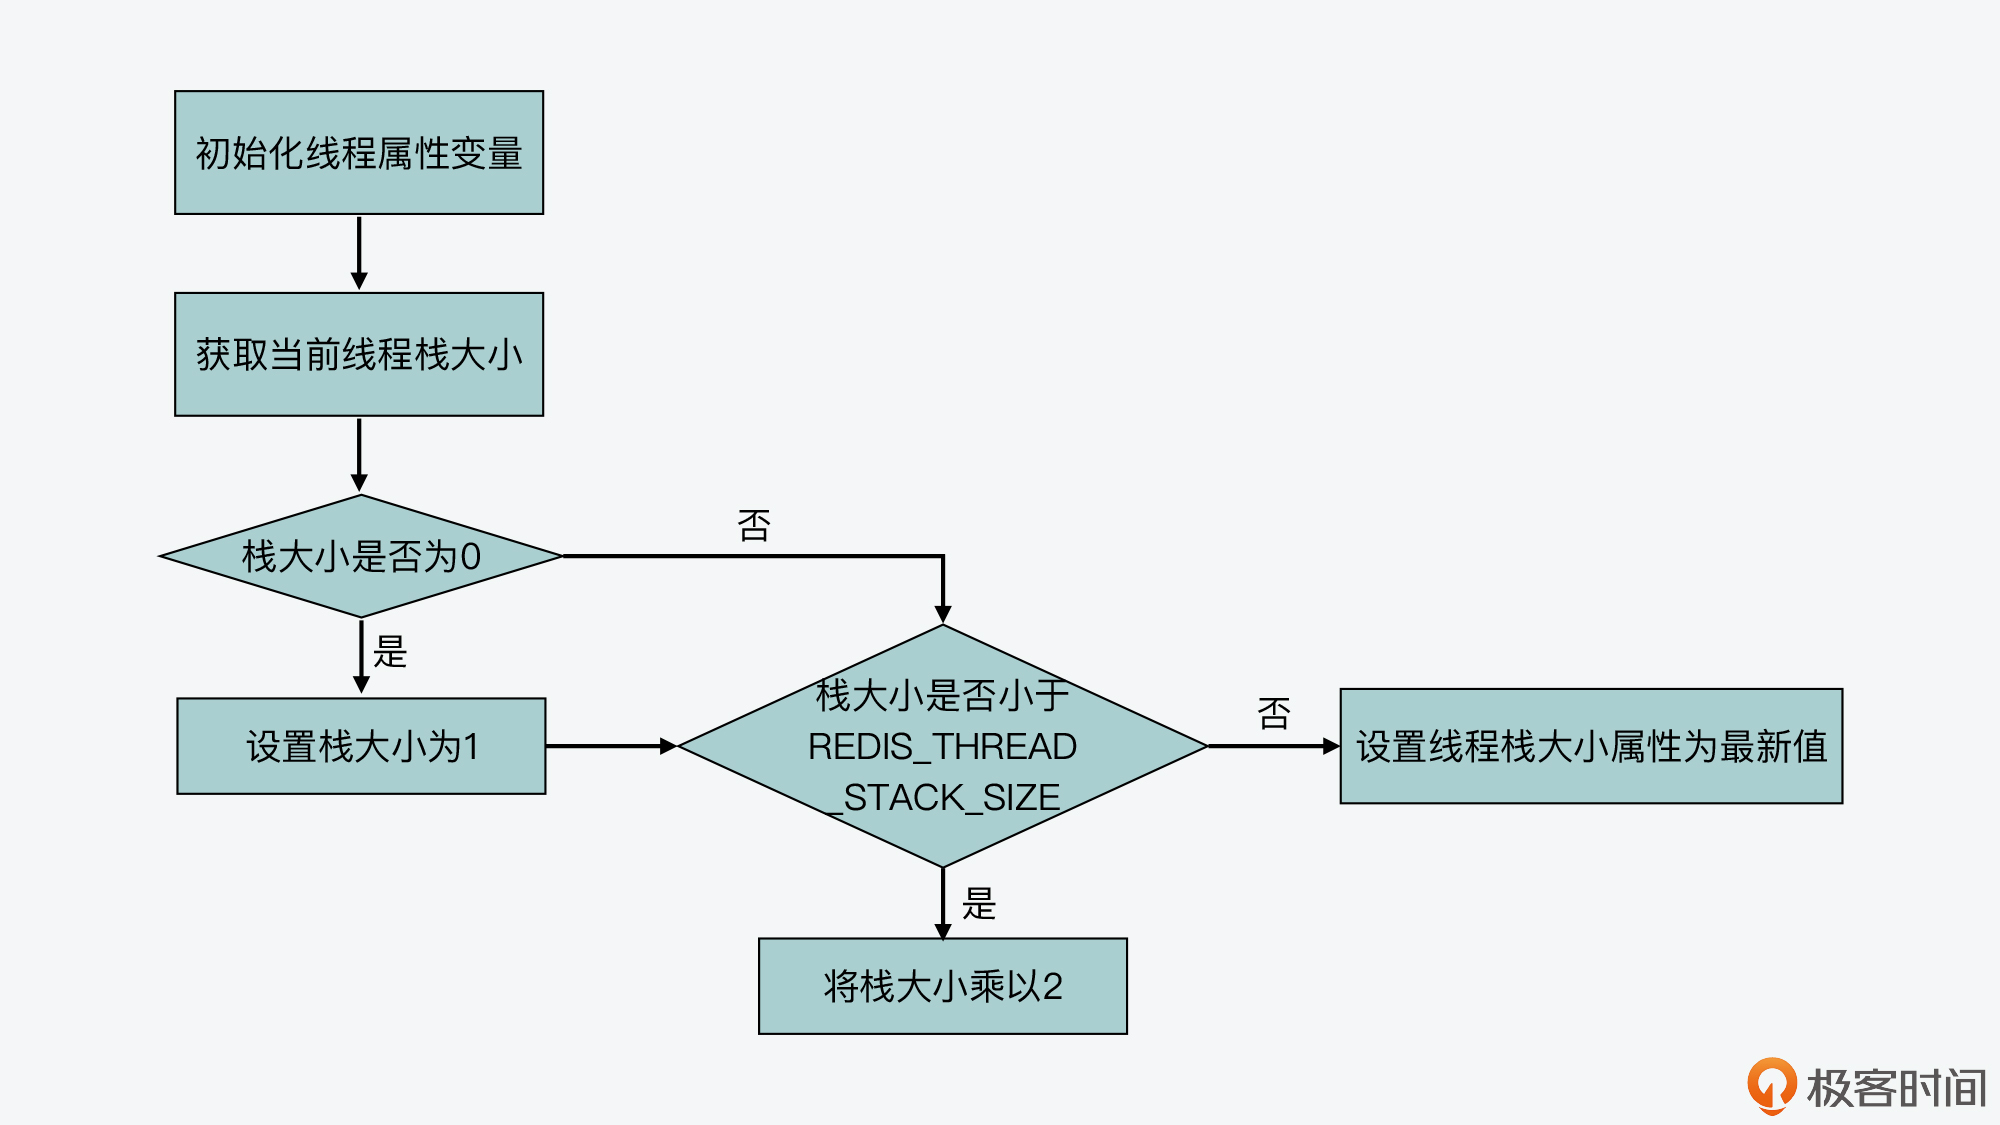 初始化线程属性变量
获取当前线程栈大小
栈大小是否为0
否
是
设置栈大小为1
栈大小是否小于
REDIS_THREAD
_STACK_SIZE
否
设置线程栈大小属性为最新值
是
将栈大小乘以2
极客时间